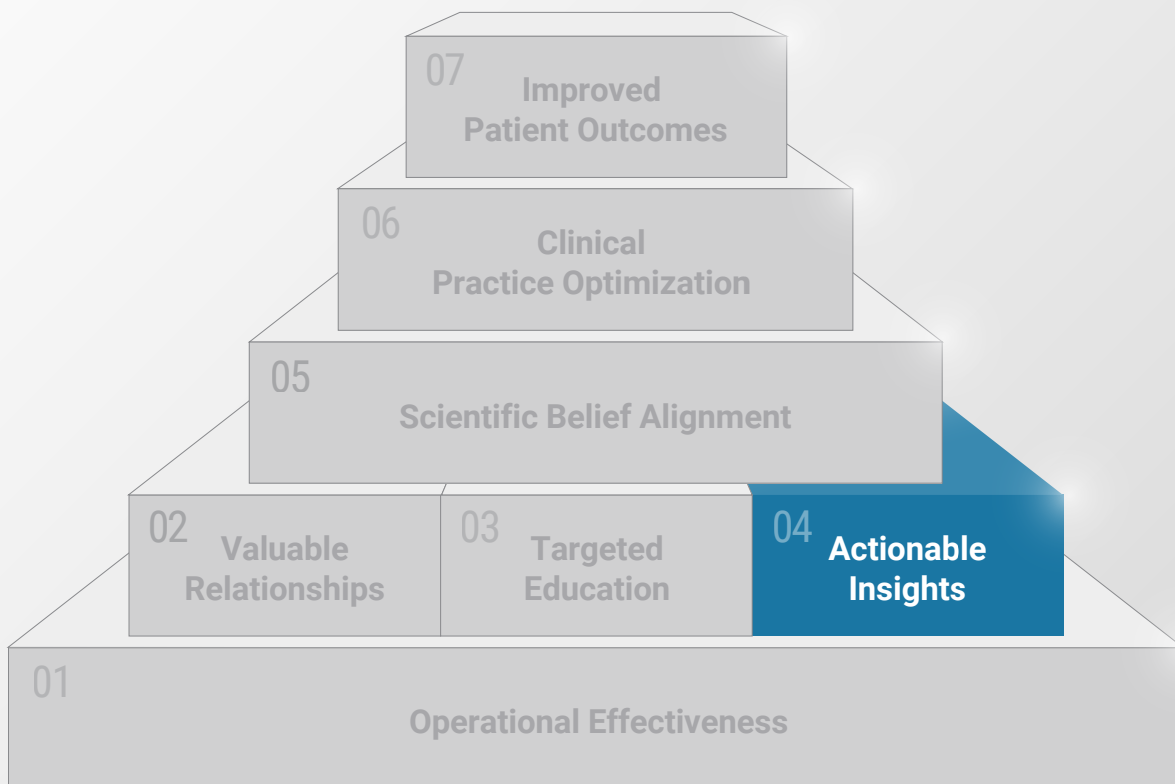 07
Improved
Patient Outcomes
06
Clinical
Practice Optimization
05
Scientific Belief Alignment
02
Valuable
Relationships
03
Targeted
Education
04
Actionable
Insights
01
Operational Effectiveness